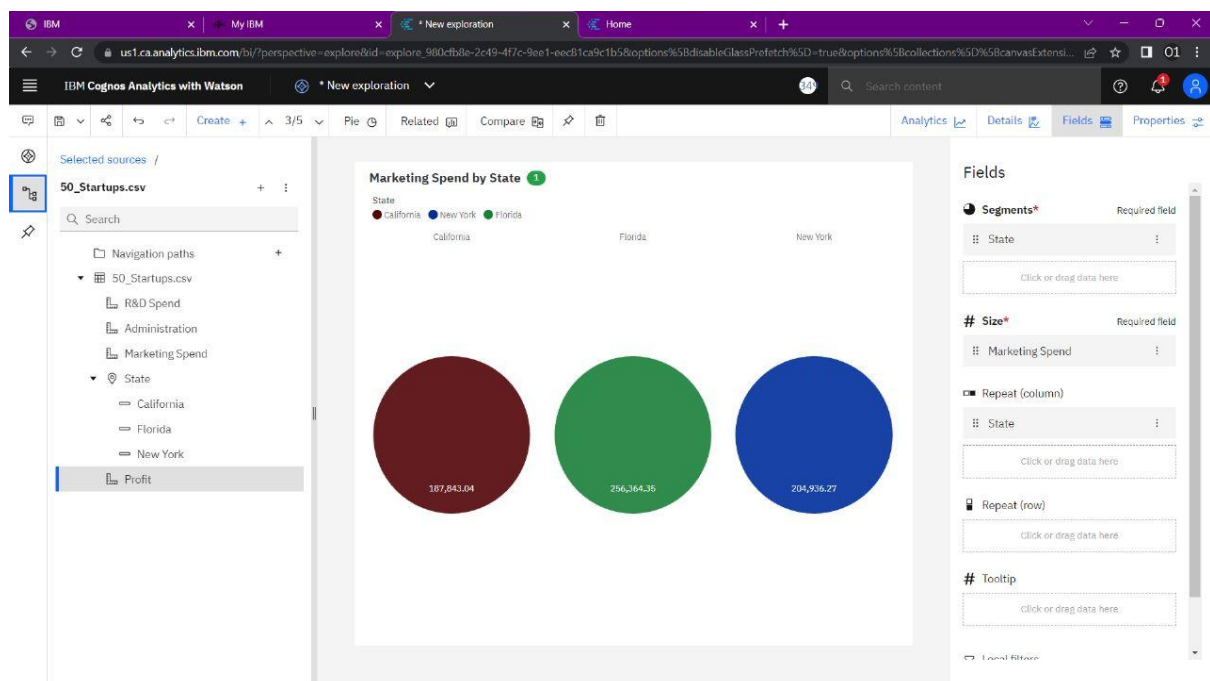 IBM
My IBM
* New exploration
Home
us1.ca.analytics.ibm.com/bi/?perspective=explore&id=explore_980cfb8e-2c49-4f7c-9ee1-eec81ca9c1b5&options%5BdisableGlassPrefetch%5D=true&options%5Bcollections%5D%5BcanvasExtensi...
01
IBM Cognos Analytics with Watson
* New exploration
Search content
1
Create +
3/5
Pie
Related
Compare
Analytics
Details
Fields
Properties
Selected sources /
50_Startups.csv
Search
Navigation paths
50_Startups.csv
R&D Spend
Administration
Marketing Spend
State
California
Florida
New York
Profit
Marketing Spend by State 1
State
California New York Florida
California Florida New York
187,843.04 256,364.35 204,936.27
Fields
Segments* Required field
State
Click or drag data here
# Size* Required field
Marketing Spend
Repeat (column)
State
Click or drag data here
Repeat (row)
Click or drag data here
# Tooltip
Click or drag data here
Local filters